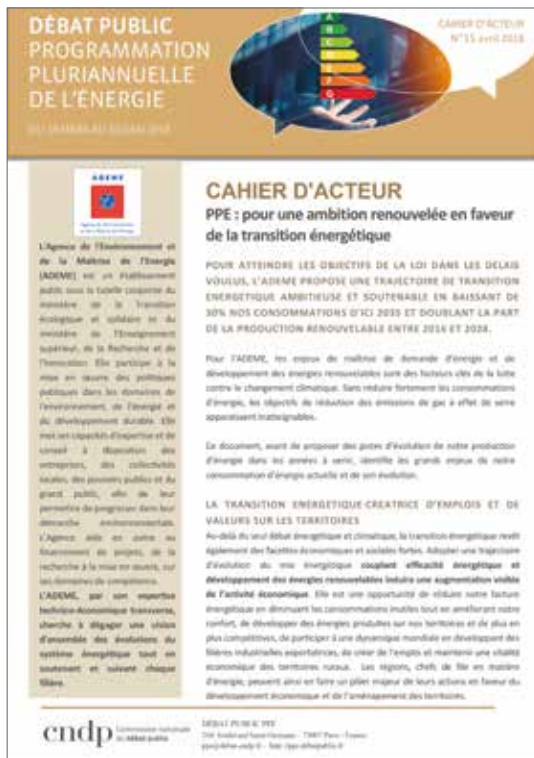 DÉBAT PUBLIC
PROGRAMMATION
PLURIANNUELLE
DE L'ÉNERGIE
CAHIER D'ACTEUR
N°15 avril 2018
A
B
C
D
E
F
G
ADEME
L'Agence de l'Environnement et
de la Maîtrise de l'Energie
(ADEME) est un établissement
public sous la tutelle conjointe du
ministère de la Transition
écologique et solidaire et du
ministère de l'Enseignement
supérieur, de la Recherche et de
l'Innovation. Elle participe à la
mise en œuvre des politiques
publiques dans les domaines de
l'environnement, de l'énergie et
du développement durable. Elle
met ses capacités d'expertise et de
conseil à disposition des
entreprises, des collectivités
locales, des pouvoirs publics et du
grand public, afin de leur
permettre de progresser dans leur
démarche environnementale.
L'Agence aide en outre au
financement de projets, de la
recherche à la mise en œuvre, sur
ses domaines de compétence.
L'ADEME, par son expertise
technico-économique transverse,
cherche à dégager une vision
d'ensemble des évolutions du
système énergétique tout en
soutenant et suivant chaque
filière.
CAHIER D'ACTEUR
PPE : pour une ambition renouvelée en faveur
de la transition énergétique
POUR ATTEINDRE LES OBJECTIFS DE LA LOI DANS LES DELAIS
VOULUS, L'ADEME PROPOSE UNE TRAJECTOIRE DE TRANSITION
ENERGETIQUE AMBITIEUSE ET SOUTENABLE EN BAISSANT DE
30% NOS CONSOMMATIONS D'ICI 2035 ET DOUBLANT LA PART
DE LA PRODUCTION RENOUVELABLE ENTRE 2016 ET 2028.
Pour l'ADEME, les enjeux de maîtrise de demande d'énergie et de
développement des énergies renouvelables sont des facteurs clés de la lutte
contre le changement climatique. Sans réduire fortement les consommations
d'énergie, les objectifs de réduction des émissions de gaz à effet de serre
apparaissent inatteignables.
Ce document, avant de proposer des pistes d'évolution de notre production
d'énergie dans les années à venir, identifie les grands enjeux de notre
consommation d'énergie actuelle et de son évolution.
LA TRANSITION ENERGETIQUE CREATRICE D'EMPLOIS ET DE
VALEURS SUR LES TERRITOIRES
Au-delà du seul débat énergétique et climatique, la transition énergétique revêt
également des facettes économiques et sociales fortes. Adopter une trajectoire
d'évolution du mix énergétique couplant efficacité énergétique et
développement des énergies renouvelables induira une augmentation visible
de l'activité économique. Elle est une opportunité de réduire notre facture
énergétique en diminuant les consommations inutiles tout en améliorant notre
confort, de développer des énergies produites sur nos territoires et de plus en
plus compétitives, de participer à une dynamique mondiale en développant des
filières industrielles exportatrices, de créer de l'emploi et maintenir une vitalité
économique des territoires ruraux. Les régions, chefs de file en matière
d'énergie, peuvent ainsi en faire un pilier majeur de leurs actions en faveur du
développement économique et de l'aménagement des territoires.
cndp Commission nationale
du débat public
DÉBAT PUBLIC PPE
244 boulevard Saint-Germain - 75007 Paris - France